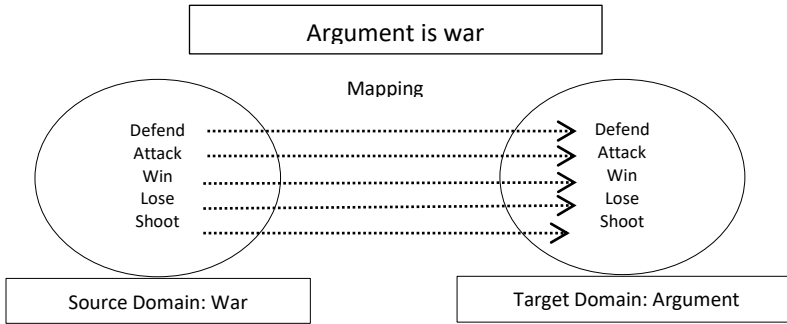 Argument is war
Mapping
Defend Defend
Attack Attack
Win Win
Lose Lose
Shoot Shoot
Source Domain: War Target Domain: Argument